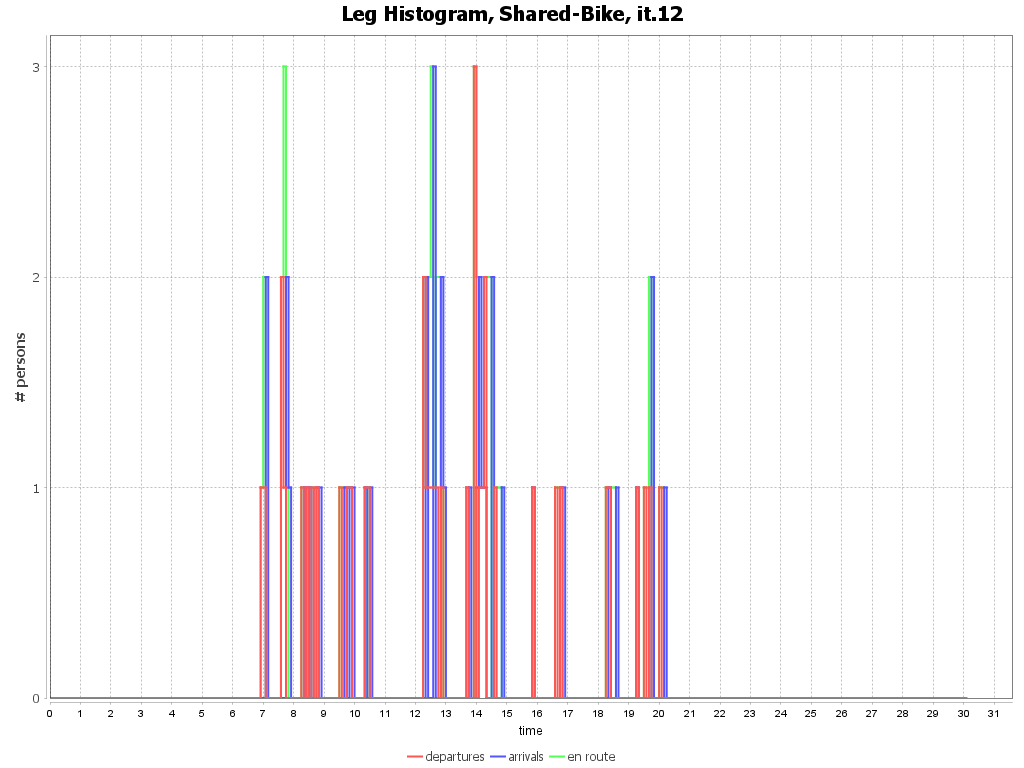 Leg Histogram, Shared-Bike, it.12
3
2
1
0
# persons
0 1 2 3 4 5 6 7 8 9 10 11 12 13 14 15 16 17 18 19 20 21 22 23 24 25 26 27 28 29 30 31
time
departures arrivals en route